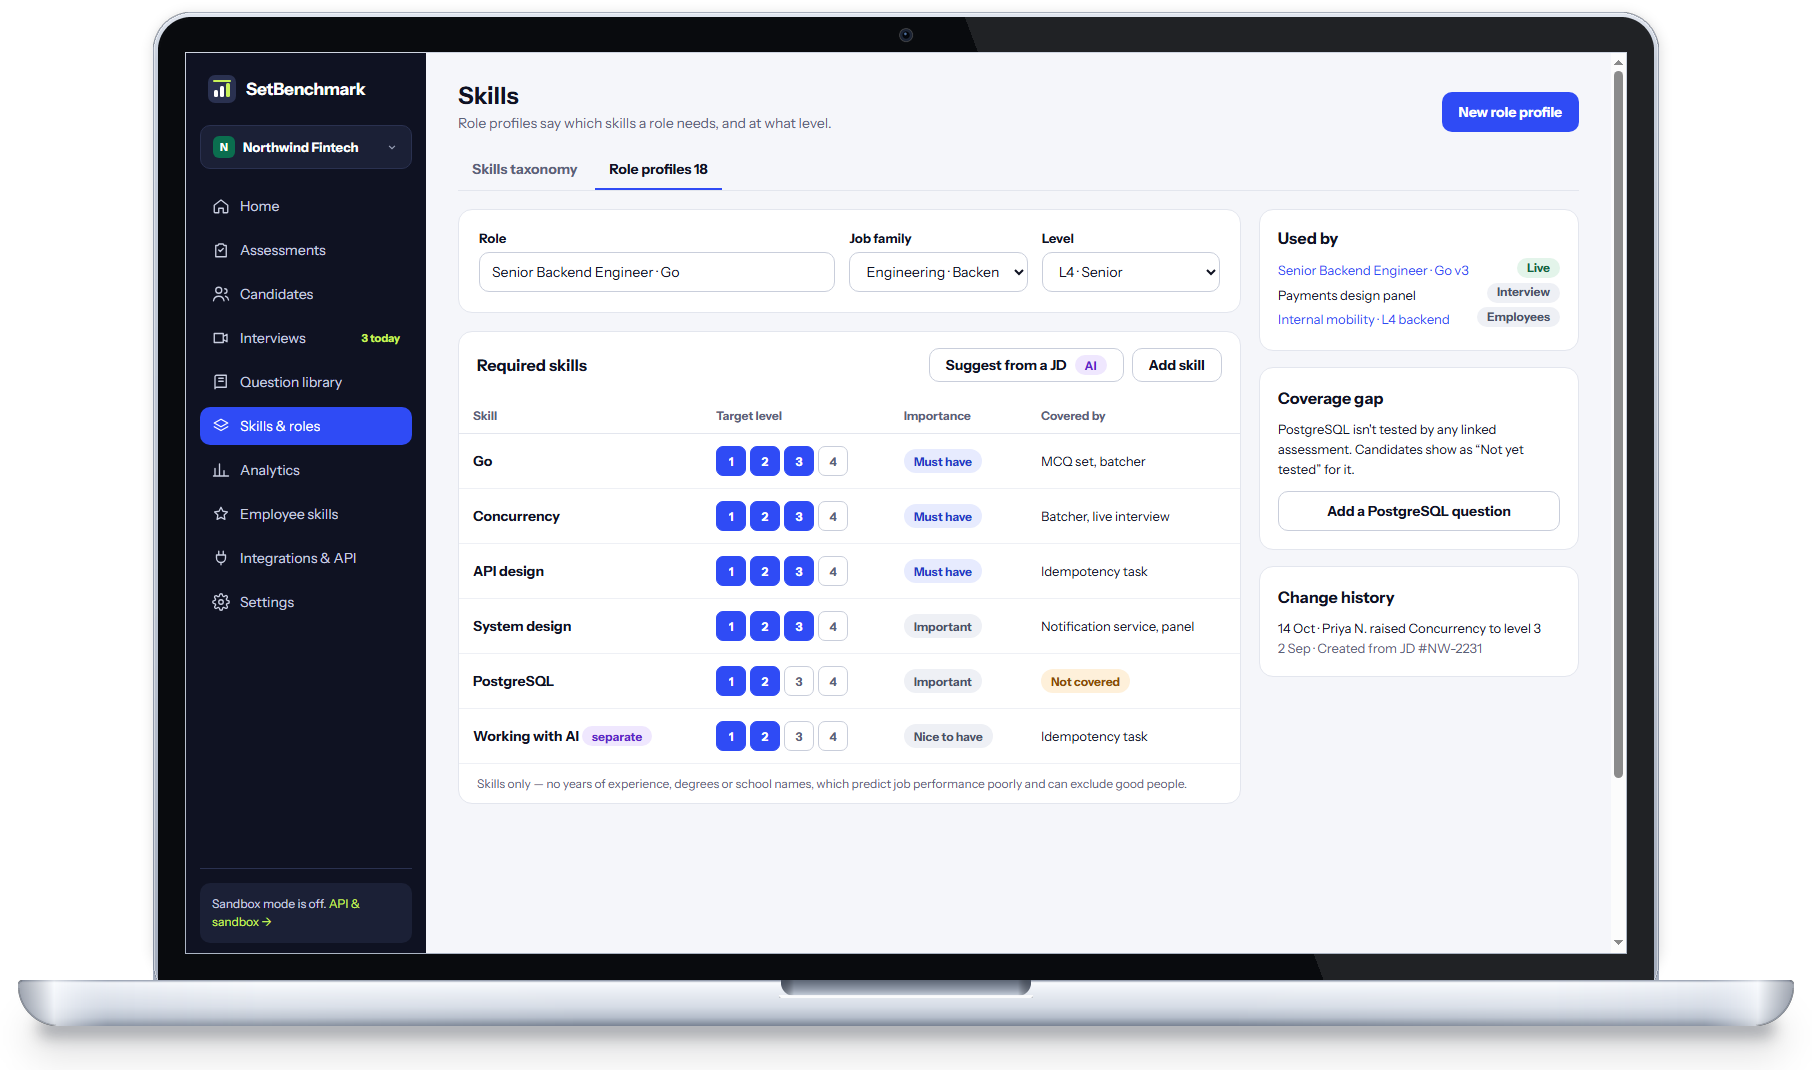 SetBenchmark
N Northwind Fintech
Home
Assessments
Candidates
Interviews 3 today
Question library
Skills & roles
Analytics
Employee skills
Integrations & API
Settings
Sandbox mode is off. API &
sandbox →
Skills
Role profiles say which skills a role needs, and at what level.
New role profile
Skills taxonomy Role profiles 18
Role Job family Level
Senior Backend Engineer · Go Engineering · Backen L4 · Senior
Required skills Suggest from a JD AI Add skill
Skill Target level Importance Covered by
Go 1 2 3 4 Must have MCQ set, batcher
Concurrency 1 2 3 4 Must have Batcher, live interview
API design 1 2 3 4 Must have Idempotency task
System design 1 2 3 4 Important Notification service, panel
PostgreSQL 1 2 3 4 Important Not covered
Working with AI separate 1 2 3 4 Nice to have Idempotency task
Skills only — no years of experience, degrees or school names, which predict job performance poorly and can exclude good people.
Used by
Senior Backend Engineer · Go v3 Live
Payments design panel Interview
Internal mobility · L4 backend Employees
Coverage gap
PostgreSQL isn't tested by any linked
assessment. Candidates show as “Not yet
tested” for it.
Add a PostgreSQL question
Change history
14 Oct · Priya N. raised Concurrency to level 3
2 Sep · Created from JD #NW-2231